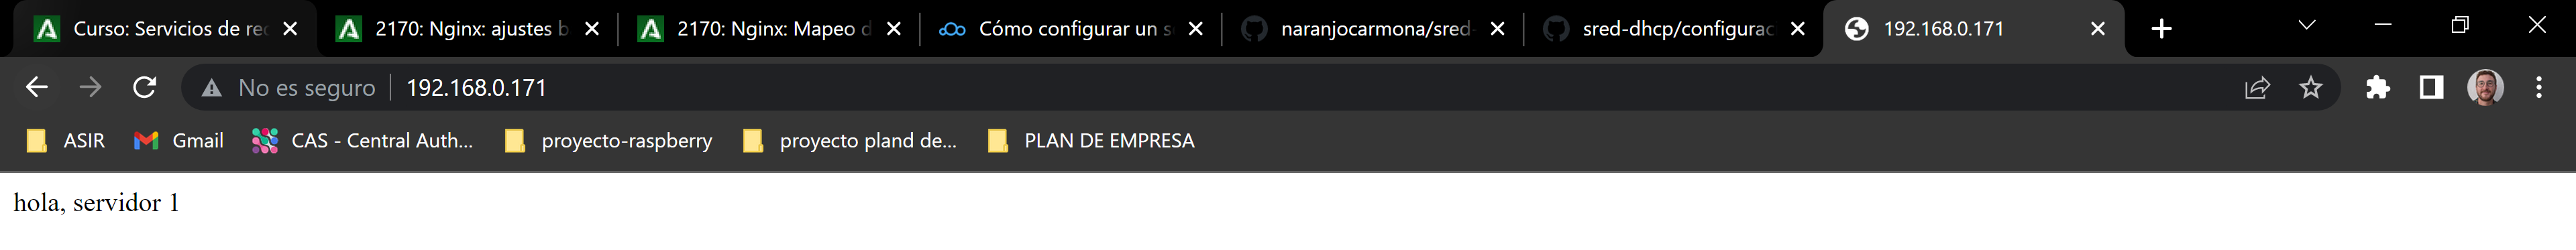 Curso: Servicios de rec
2170: Nginx: ajustes b
2170: Nginx: Mapeo d
Cómo configurar un s
naranjocarmona/sred-
sred-dhcp/configurac
192.168.0.171
No es seguro
192.168.0.171
ASIR
Gmail
CAS - Central Auth...
proyecto-raspberry
proyecto pland de...
PLAN DE EMPRESA
hola, servidor 1